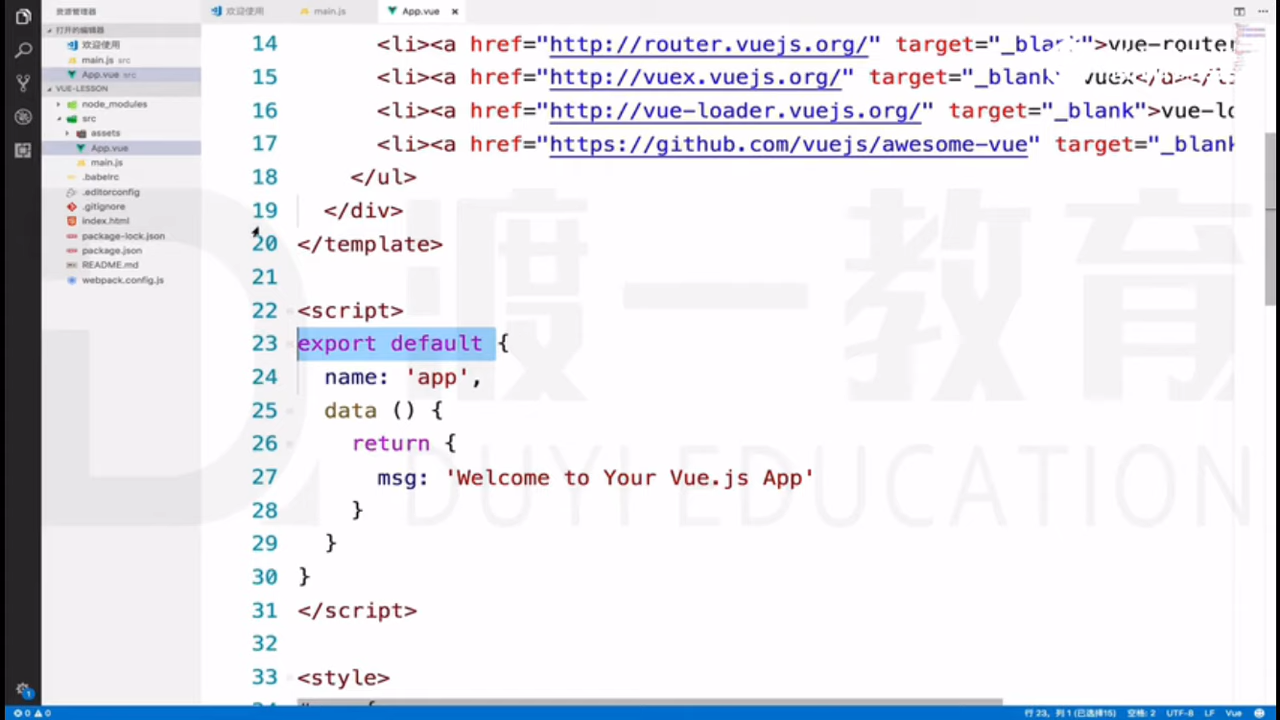 资源管理器
打开的编辑器
欢迎使用
main.js src
App.vue src
VUE-LESSON
node_modules
src
assets
App.vue
main.js
.babelrc
.editorconfig
.gitignore
index.html
package-lock.json
package.json
README.md
webpack.config.js
欢迎使用 main.js App.vue ×
14 <li><a href="http://router.vuejs.org/" target="_blank">vue-router
15 <li><a href="http://vuex.vuejs.org/" target="_blank">vuex</a></li>
16 <li><a href="http://vue-loader.vuejs.org/" target="_blank">vue-lo
17 <li><a href="https://github.com/vuejs/awesome-vue" target="_blank
18 </ul>
19 </div>
20 </template>
21
22 <script>
23 export default {
24 name: 'app',
25 data () {
26 return {
27 msg: 'Welcome to Your Vue.js App'
28 }
29 }
30 }
31 </script>
32
33 <style>
渡一教育
DUYI EDUCATION
0 0 行 23，列 1 (已选择15) 空格: 2 UTF-8 LF Vue